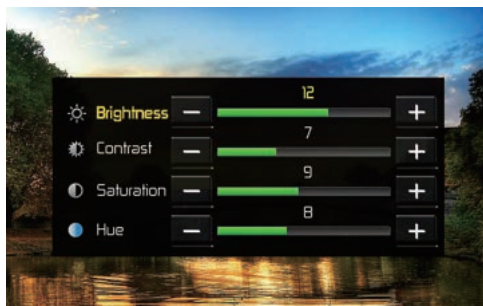 12
Brightness − +
7
Contrast − +
9
Saturation − +
8
Hue − +